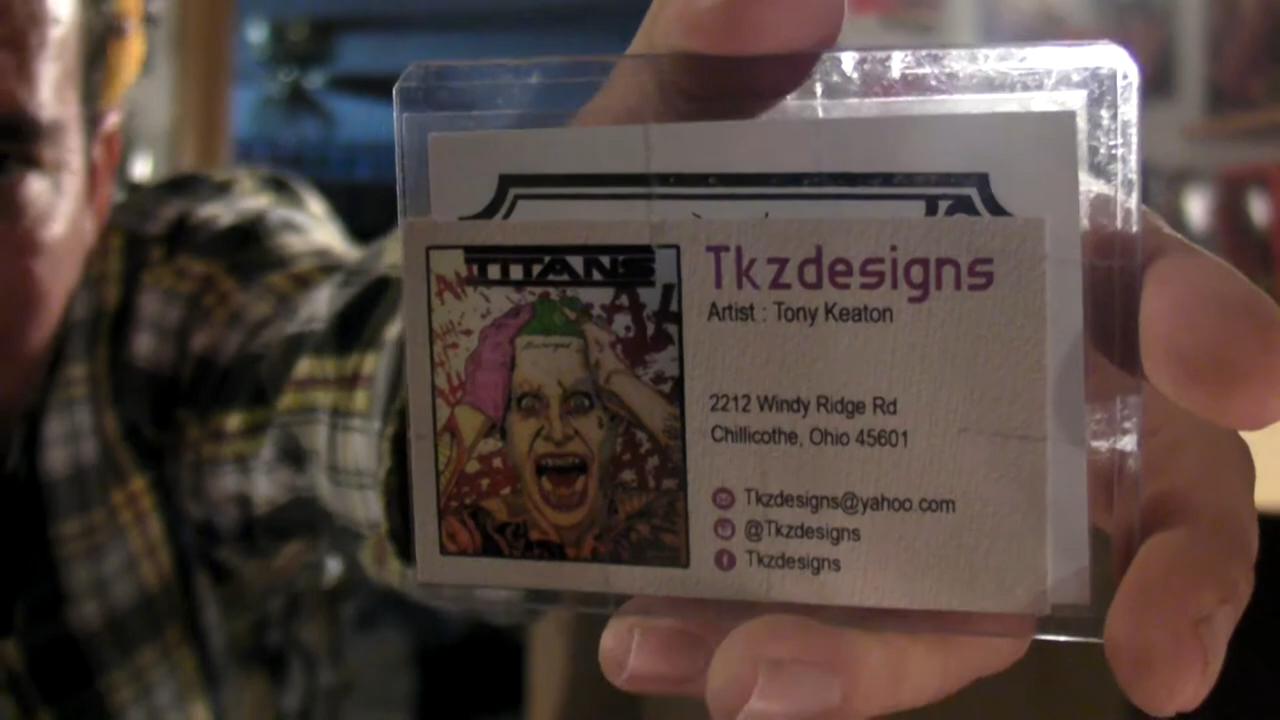 TITANS
Tkzdesigns
Artist : Tony Keaton
2212 Windy Ridge Rd
Chillicothe, Ohio 45601
Tkzdesigns@yahoo.com
@Tkzdesigns
Tkzdesigns